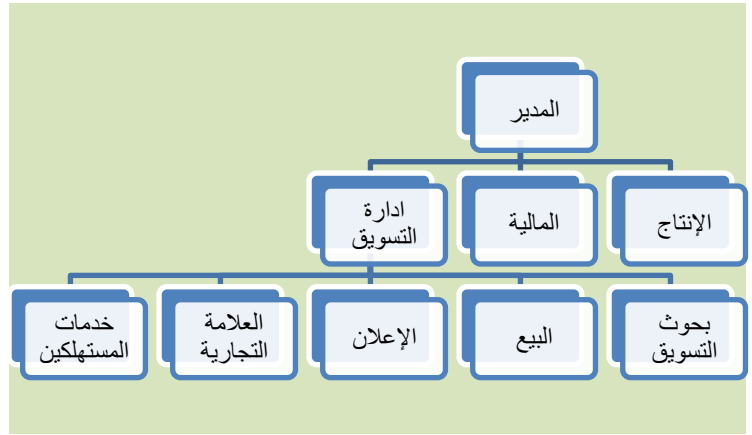 المدير
الإنتاج
المالية
ادارة
التسويق
بحوث
التسويق
البيع
الإعلان
العلامة
التجارية
خدمات
المستهلكين